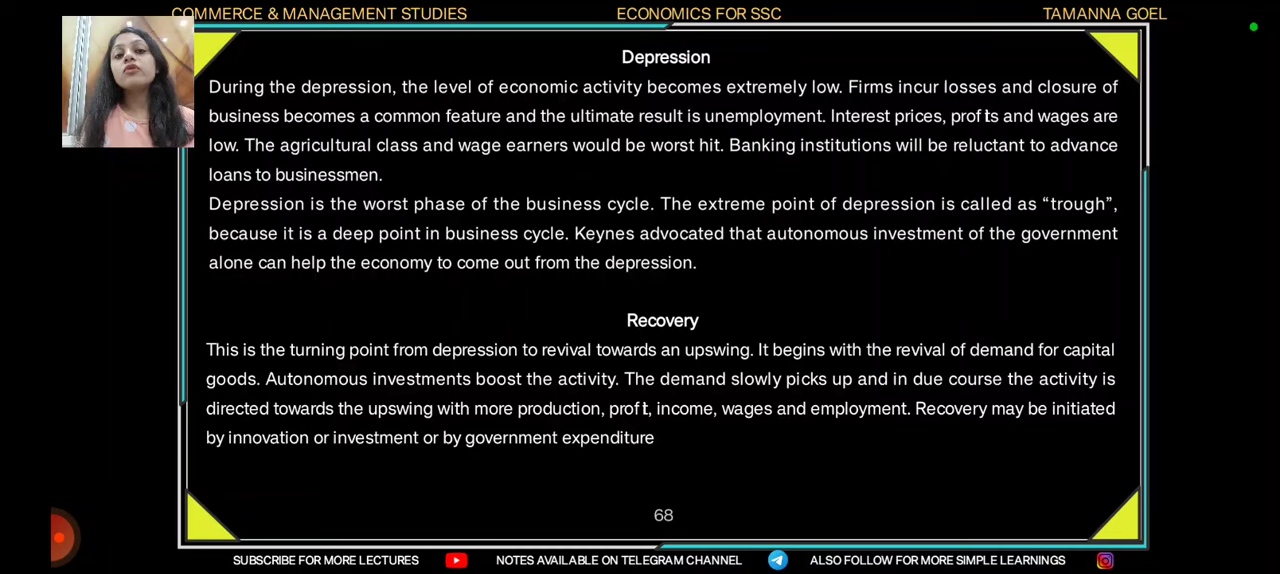 COMMERCE & MANAGEMENT STUDIES ECONOMICS FOR SSC TAMANNA GOEL
Depression
During the depression, the level of economic activity becomes extremely low. Firms incur losses and closure of
business becomes a common feature and the ultimate result is unemployment. Interest prices, prof ts and wages are
low. The agricultural class and wage earners would be worst hit. Banking institutions will be reluctant to advance
loans to businessmen.
Depression is the worst phase of the business cycle. The extreme point of depression is called as “trough”,
because it is a deep point in business cycle. Keynes advocated that autonomous investment of the government
alone can help the economy to come out from the depression.
Recovery
This is the turning point from depression to revival towards an upswing. It begins with the revival of demand for capital
goods. Autonomous investments boost the activity. The demand slowly picks up and in due course the activity is
directed towards the upswing with more production, prof t, income, wages and employment. Recovery may be initiated
by innovation or investment or by government expenditure
68
SUBSCRIBE FOR MORE LECTURES NOTES AVAILABLE ON TELEGRAM CHANNEL ALSO FOLLOW FOR MORE SIMPLE LEARNINGS